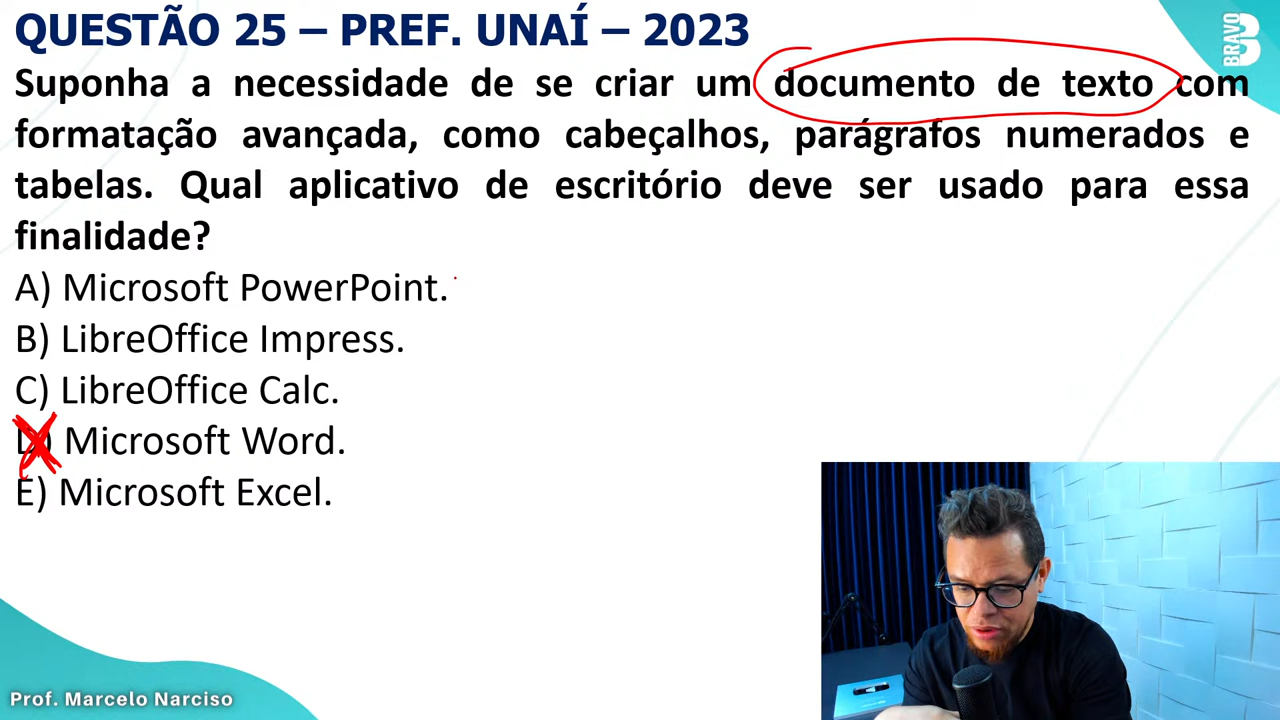 QUESTÃO 25 – PREF. UNAÍ – 2023
BRAVO
Suponha a necessidade de se criar um documento de texto com
formatação avançada, como cabeçalhos, parágrafos numerados e
tabelas. Qual aplicativo de escritório deve ser usado para essa
finalidade?
A) Microsoft PowerPoint.
B) LibreOffice Impress.
C) LibreOffice Calc.
D) Microsoft Word.
E) Microsoft Excel.
Prof. Marcelo Narciso